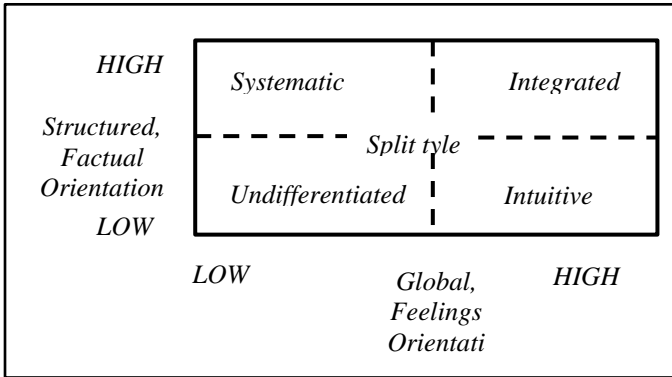 HIGH
Systematic
Integrated
Structured,
Factual
Orientation
Split tyle
Undifferentiated
Intuitive
LOW
LOW
Global,
Feelings
Orientati
HIGH